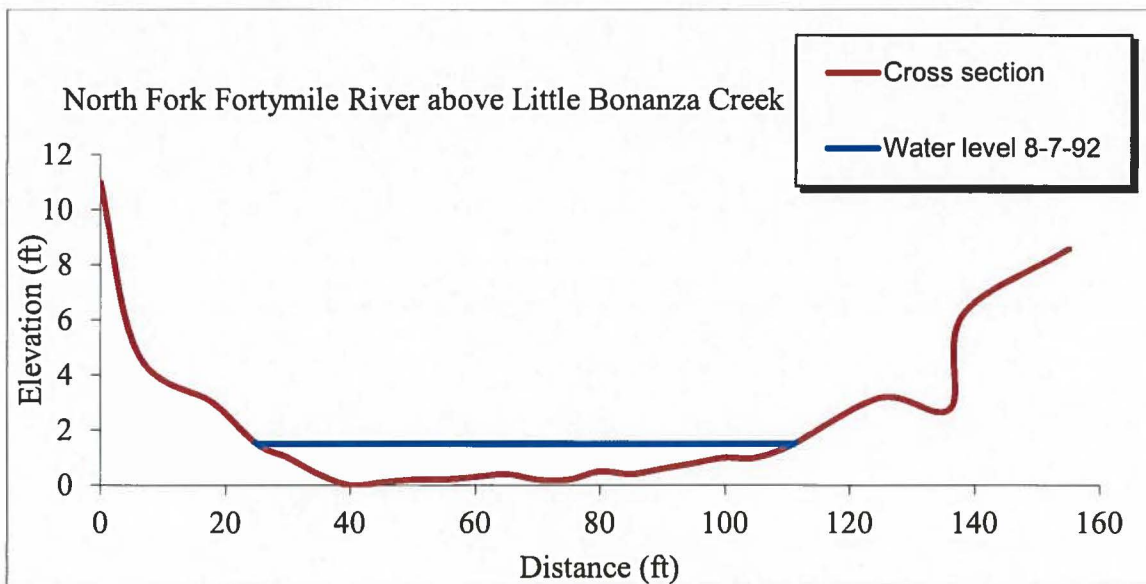 North Fork Fortymile River above Little Bonanza Creek
Cross section
Water level 8-7-92
Elevation (ft)
12
10
8
6
4
2
0
0 20 40 60 80 100 120 140 160
Distance (ft)